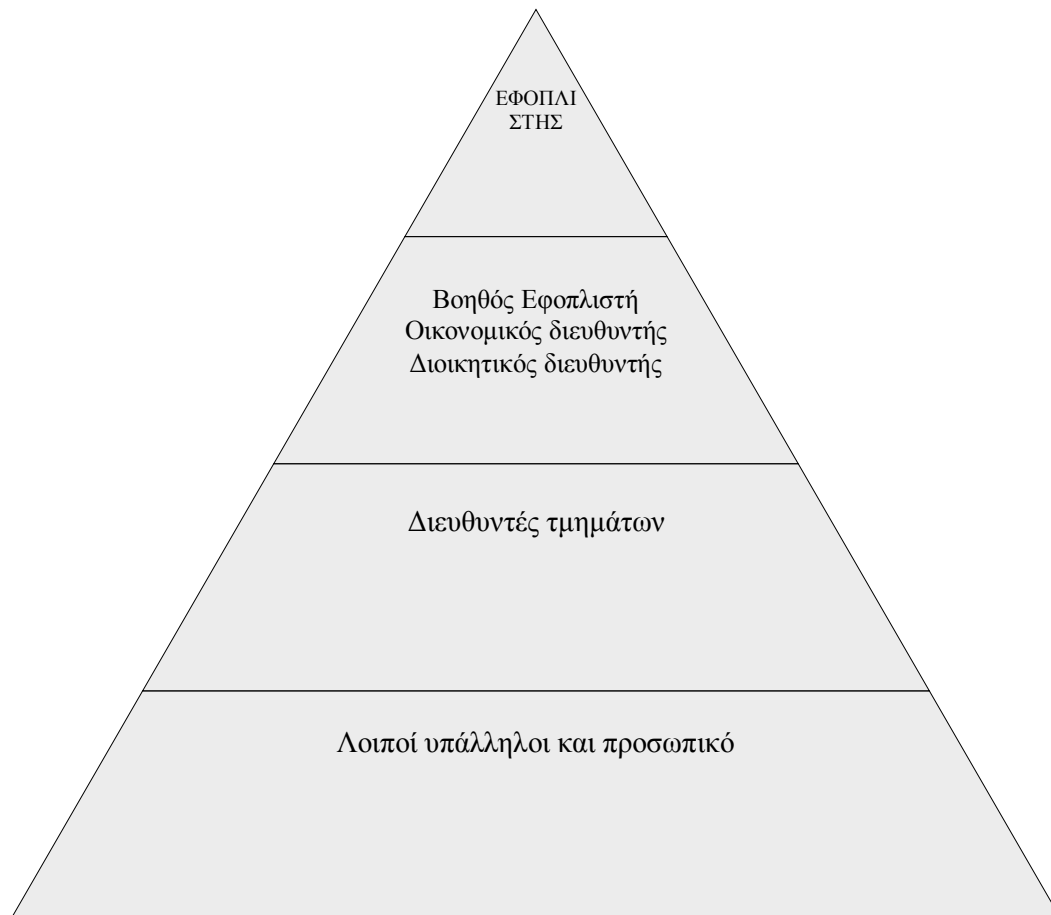 ΕΦΟΠΛΙ
ΣΤΗΣ
Βοηθός Εφοπλιστή
Οικονομικός διευθυντής
Διοικητικός διευθυντής
Διευθυντές τμημάτων
Λοιποί υπάλληλοι και προσωπικό